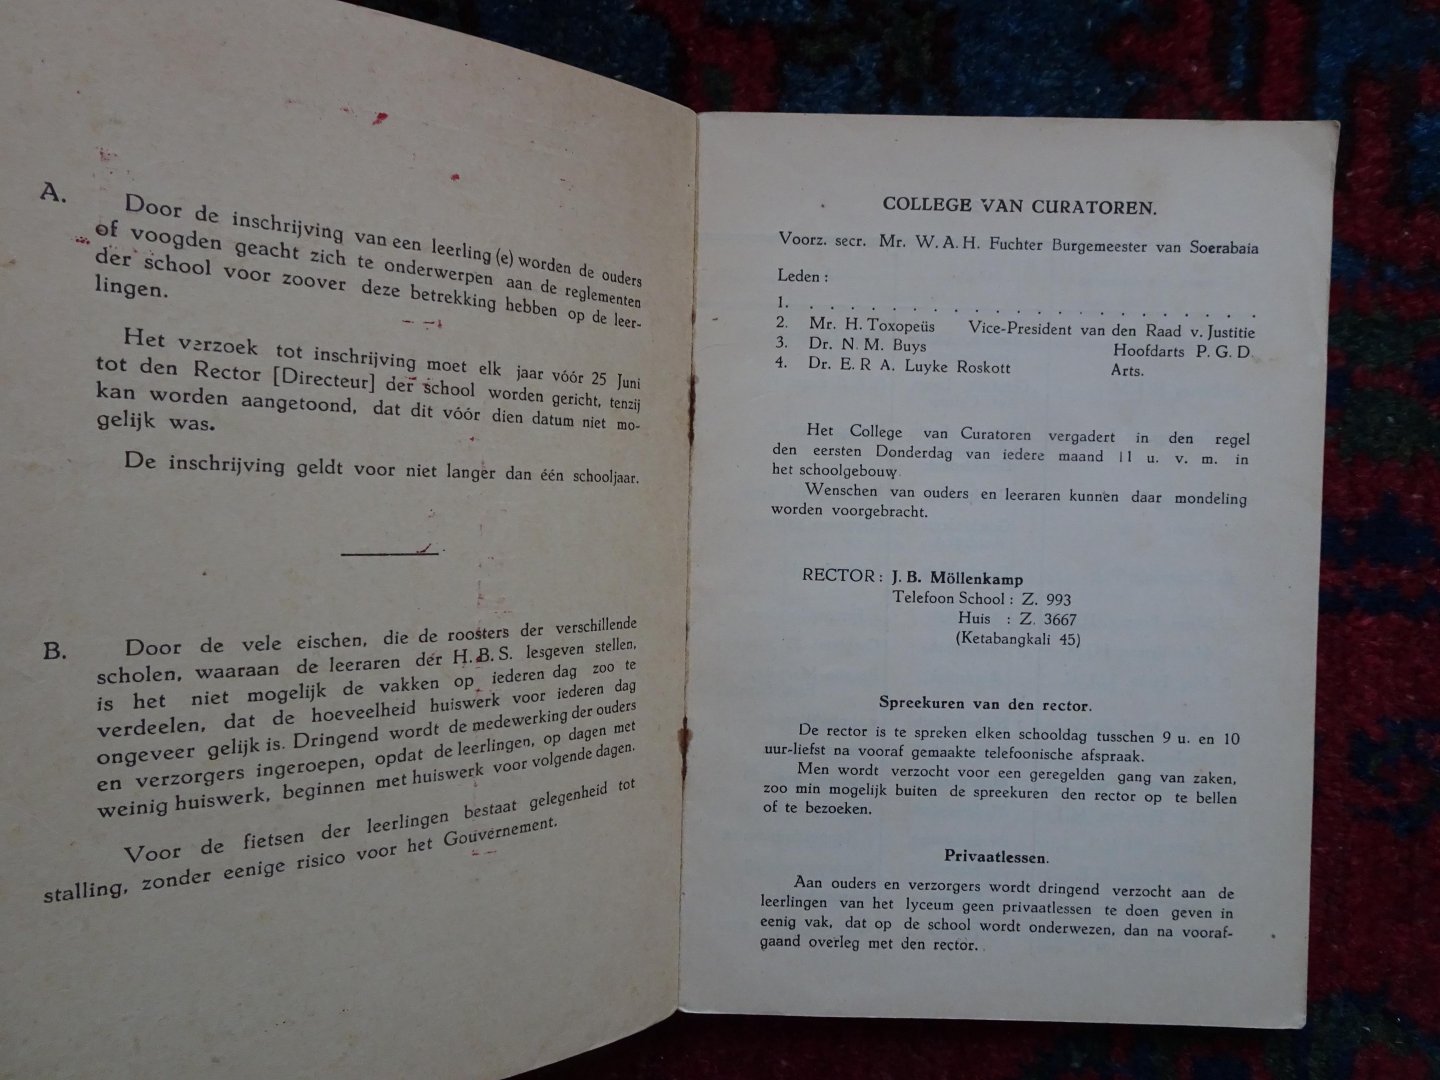 A. Door de inschrijving van een leerling (e) worden de ouders
of voogden geacht zich te onderwerpen aan de reglementen
der school voor zoover deze betrekking hebben op de leer-
lingen.
Het verzoek tot inschrijving moet elk jaar vóór 25 Juni
tot den Rector [Directeur] der school worden gericht, tenzij
kan worden aangetoond, dat dit vóór dien datum niet mo-
gelijk was.
De inschrijving geldt voor niet langer dan één schooljaar.
B. Door de vele eischen, die de roosters der verschillende
scholen, waaraan de leeraren der H.B.S. lesgeven stellen,
is het niet mogelijk de vakken op iederen dag zoo te
verdeelen, dat de hoeveelheid huiswerk voor iederen dag
ongeveer gelijk is. Dringend wordt de medewerking der ouders
en verzorgers ingeroepen, opdat de leerlingen, op dagen met
weinig huiswerk, beginnen met huiswerk voor volgende dagen.
Voor de fietsen der leerlingen bestaat gelegenheid tot
stalling, zonder eenige risico voor het Gouvernement.
COLLEGE VAN CURATOREN.
Voorz. secr. Mr. W. A. H. Fuchter Burgemeester van Soerabaia
Leden :
1. . . . . . . . . . . . . . . . . . . . . . .
2. Mr. H. Toxopeüs Vice-President van den Raad v. Justitie
3. Dr. N. M. Buys Hoofdarts P. G. D.
4. Dr. E. R A. Luyke Roskott Arts.
Het College van Curatoren vergadert in den regel
den eersten Donderdag van iedere maand 11 u. v. m. in
het schoolgebouw.
Wenschen van ouders en leeraren kunnen daar mondeling
worden voorgebracht.
RECTOR : J. B. Möllenkamp
Telefoon School : Z. 993
Huis : Z. 3667
(Ketabangkali 45)
Spreekuren van den rector.
De rector is te spreken elken schooldag tusschen 9 u. en 10
uur-liefst na vooraf gemaakte telefoonische afspraak.
Men wordt verzocht voor een geregelden gang van zaken,
zoo min mogelijk buiten de spreekuren den rector op te bellen
of te bezoeken.
Privaatlessen.
Aan ouders en verzorgers wordt dringend verzocht aan de
leerlingen van het lyceum geen privaatlessen te doen geven in
eenig vak, dat op de school wordt onderwezen, dan na vooraf-
gaand overleg met den rector.